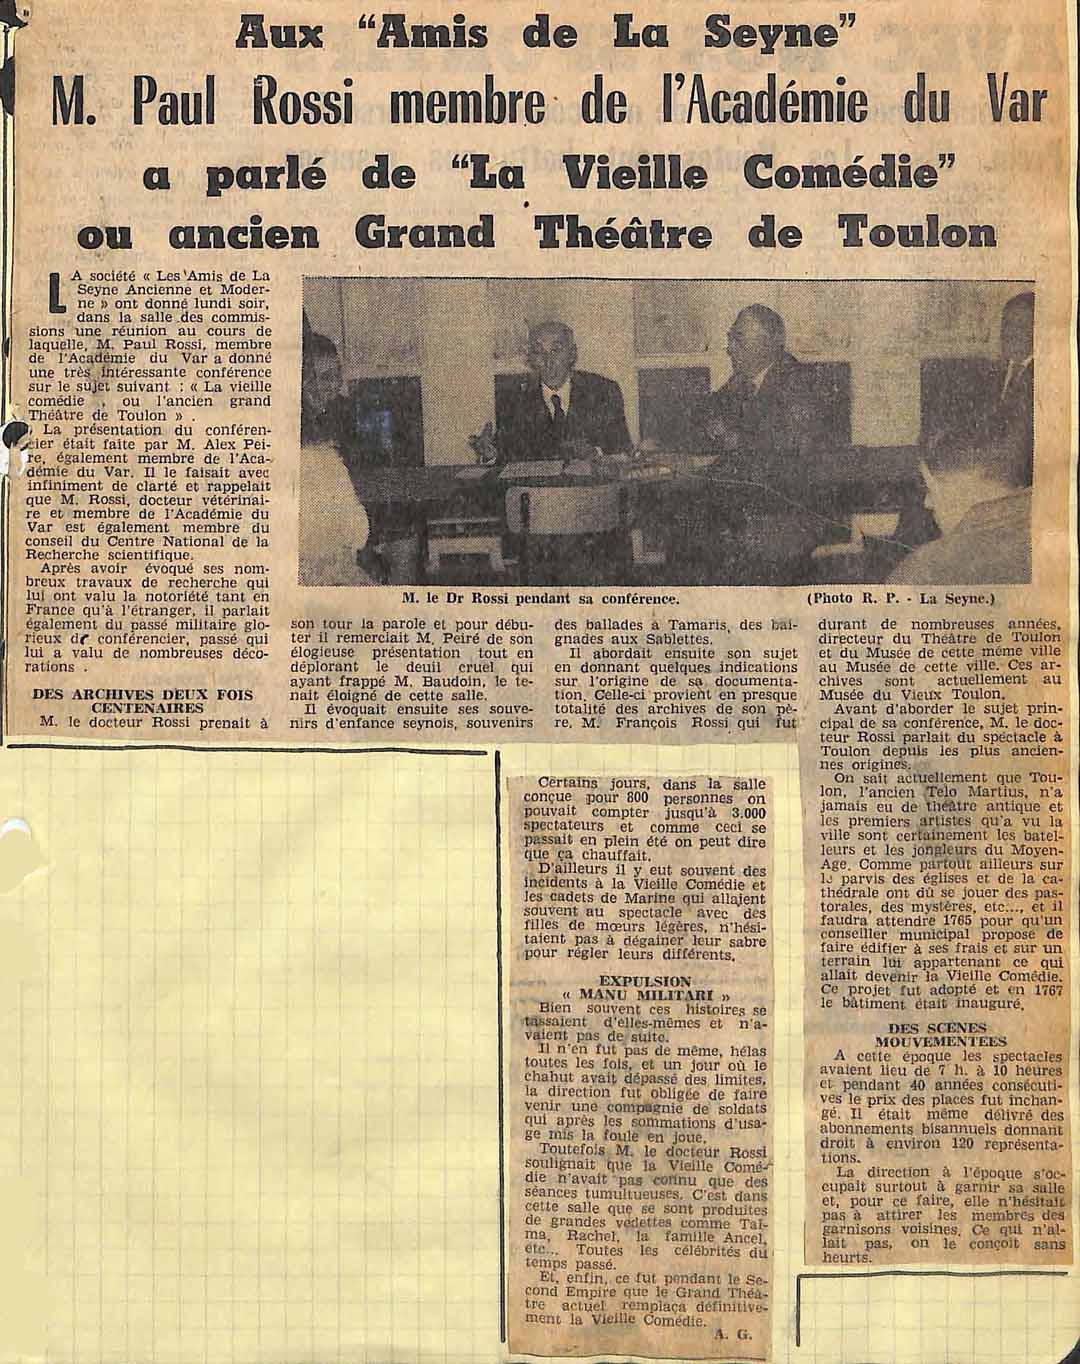 Aux "Amis de La Seyne"
M. Paul Rossi membre de l'Académie du Var
a parlé de "La Vieille Comédie"
ou ancien Grand Théâtre de Toulon
LA société « Les Amis de La
Seyne Ancienne et Moder-
ne » ont donné lundi soir,
dans la salle des commis-
sions une réunion au cours de
laquelle, M. Paul Rossi, membre
de l'Académie du Var a donné
une très intéressante conférence
sur le sujet suivant : « La vieille
comédie , ou l'ancien grand
Théâtre de Toulon » .
La présentation du conféren-
cier était faite par M. Alex Pei-
re, également membre de l'Aca-
démie du Var. Il le faisait avec
infiniment de clarté et rappelait
que M. Rossi, docteur vétérinai-
re et membre de l'Académie du
Var est également membre du
conseil du Centre National de la
Recherche scientifique.
Après avoir évoqué ses nom-
breux travaux de recherche qui
lui ont valu la notoriété tant en
France qu'à l'étranger, il parlait
également du passé militaire glo-
rieux de conférencier, passé qui
lui a valu de nombreuses déco-
rations .
DES ARCHIVES DEUX FOIS
CENTENAIRES
M. le docteur Rossi prenait à
M. le Dr Rossi pendant sa conférence.
(Photo R. P. - La Seyne.)
son tour la parole et pour débu-
ter il remerciait M. Peiré de son
élogieuse présentation tout en
déplorant le deuil cruel qui
ayant frappé M. Baudoin, le te-
nait éloigné de cette salle.
Il évoquait ensuite ses souve-
nirs d'enfance seynois, souvenirs
des ballades à Tamaris, des bai-
gnades aux Sablettes.
Il abordait ensuite son sujet
en donnant quelques indications
sur l'origine de sa documenta-
tion. Celle-ci provient en presque
totalité des archives de son pè-
re, M. François Rossi qui fut
durant de nombreuses années,
directeur du Théâtre de Toulon
et du Musée de cette même ville
au Musée de cette ville. Ces ar-
chives sont actuellement au
Musée du Vieux Toulon.
Avant d'aborder le sujet prin-
cipal de sa conférence, M. le doc-
teur Rossi parlait du spectacle à
Toulon depuis les plus ancien-
nes origines.
On sait actuellement que Tou-
lon, l'ancien Telo Martius, n'a
jamais eu de théâtre antique et
les premiers artistes qu'a vu la
ville sont certainement les batel-
leurs et les jongleurs du Moyen-
Age. Comme partout ailleurs sur
le parvis des églises et de la ca-
thédrale ont dû se jouer des pas-
torales, des mystères, etc..., et il
faudra attendre 1765 pour qu'un
conseiller municipal propose de
faire édifier à ses frais et sur un
terrain lui appartenant ce qui
allait devenir la Vieille Comédie.
Ce projet fut adopté et en 1767
le bâtiment était inauguré.
DES SCENES
MOUVEMENTEES
A cette époque les spectacles
avaient lieu de 7 h. à 10 heures
et pendant 40 années consécuti-
ves le prix des places fut inchan-
gé. Il était même délivré des
abonnements bisannuels donnant
droit à environ 120 représenta-
tions.
La direction à l'époque s'oc-
cupait surtout à garnir sa salle
et, pour ce faire, elle n'hésitait
pas à attirer les membres des
garnisons voisines. Ce qui n'al-
lait pas, on le conçoit sans
heurts.
Certains jours, dans la salle
conçue pour 800 personnes on
pouvait compter jusqu'à 3.000
spectateurs et comme ceci se
passait en plein été on peut dire
que ça chauffait.
D'ailleurs il y eut souvent des
incidents à la Vieille Comédie et
les cadets de Marine qui allaient
souvent au spectacle avec des
filles de mœurs légères, n'hési-
taient pas à dégainer leur sabre
pour régler leurs différents.
EXPULSION
« MANU MILITARI »
Bien souvent ces histoires se
tassaient d'elles-mêmes et n'a-
vaient pas de suite.
Il n'en fut pas de même, hélas
toutes les fois, et un jour où le
chahut avait dépassé des limites,
la direction fut obligée de faire
venir une compagnie de soldats
qui après les sommations d'usa-
ge mis la foule en joue.
Toutefois M. le docteur Rossi
soulignait que la Vieille Comé-
die n'avait pas connu que des
séances tumultueuses. C'est dans
cette salle que se sont produites
de grandes vedettes comme Tal-
ma, Rachel, la famille Ancel,
etc... Toutes les célébrités du
temps passé.
Et, enfin, ce fut pendant le Se-
cond Empire que le Grand Théâ-
tre actuel remplaça définitive-
ment la Vieille Comédie.
A. G.